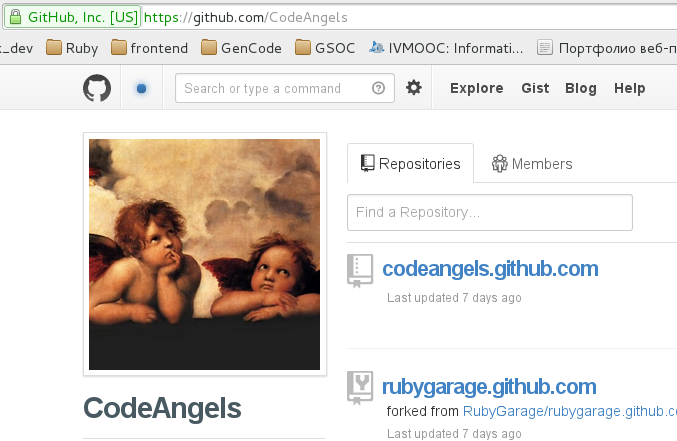 GitHub, Inc. [US] https://github.com/CodeAngels
_dev Ruby frontend GenCode GSOC IVMOOC: Informati... Портфолио веб-п
Search or type a command Explore Gist Blog Help
Repositories Members
Find a Repository...
codeangels.github.com
Last updated 7 days ago
rubygarage.github.com
forked from RubyGarage/rubygarage.github.c
Last updated 7 days ago
CodeAngels